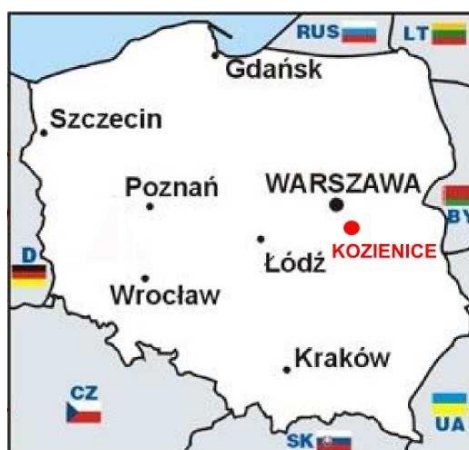 RUS
LT
Gdańsk
Szczecin
Poznań
WARSZAWA
BY
KOZIENICE
D
Łódź
Wrocław
Kraków
CZ
UA
SK